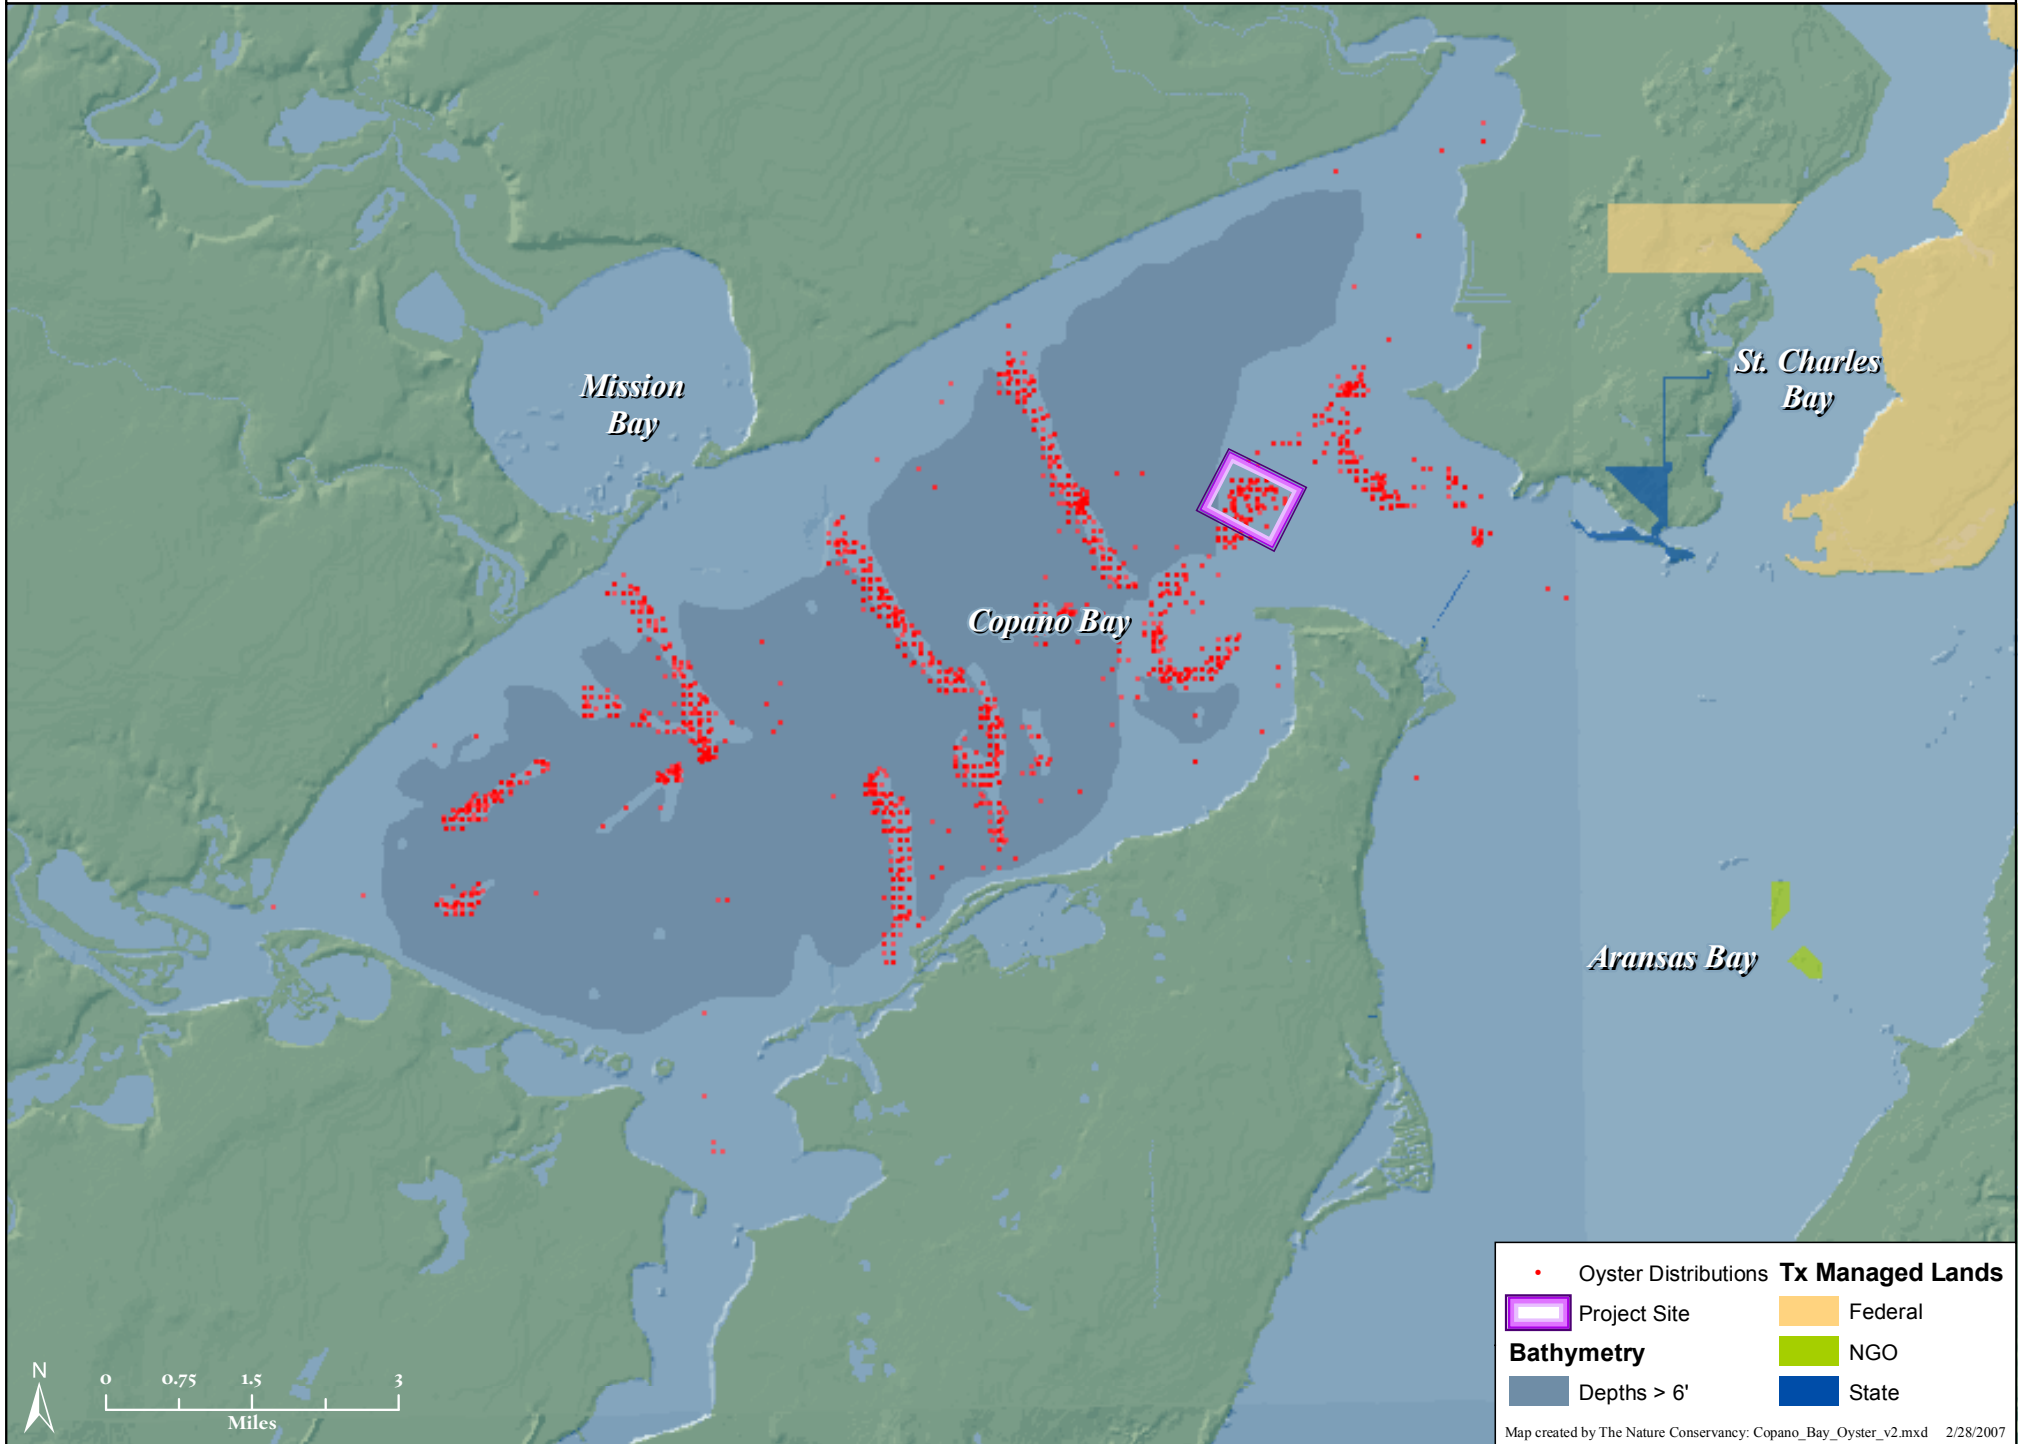 Mission
Bay
St. Charles
Bay
Copano Bay
Aransas Bay
N
0 0.75 1.5 3
Miles
Oyster Distributions
Project Site
Bathymetry
Depths > 6'
Tx Managed Lands
Federal
NGO
State
Map created by The Nature Conservancy: Copano_Bay_Oyster_v2.mxd 2/28/2007